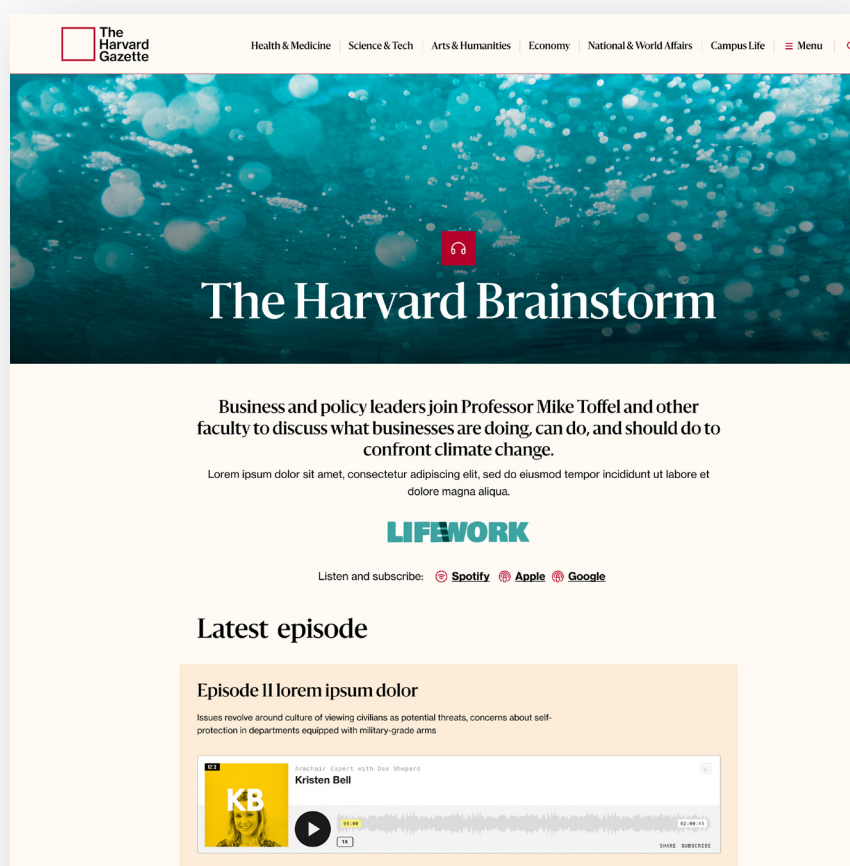 The
Harvard
Gazette
Health & Medicine
Science & Tech
Arts & Humanities
Economy
National & World Affairs
Campus Life
Menu
The Harvard Brainstorm
Business and policy leaders join Professor Mike Toffel and other
faculty to discuss what businesses are doing, can do, and should do to
confront climate change.
Lorem ipsum dolor sit amet, consectetur adipiscing elit, sed do eiusmod tempor incididunt ut labore et
dolore magna aliqua.
LIFEWORK
Listen and subscribe: Spotify Apple Google
Latest episode
Episode 11 lorem ipsum dolor
Issues revolve around culture of viewing civilians as potential threats, concerns about self-
protection in departments equipped with military-grade arms
Armchair Expert with Dax Shepard
Kristen Bell
KB
00:00
1X
SHARE SUBSCRIBE